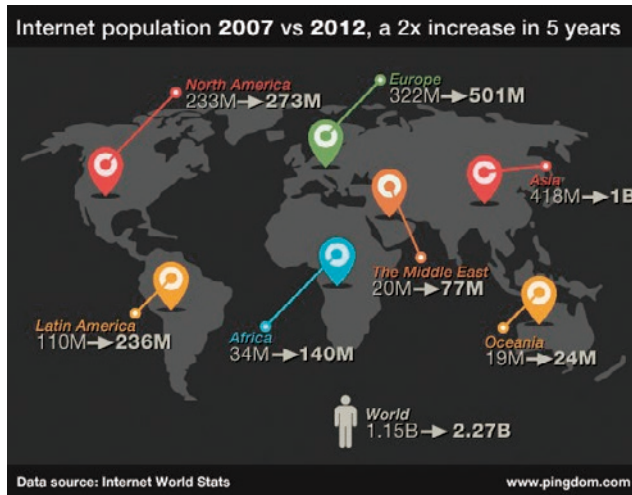 Internet population 2007 vs 2012, a 2x increase in 5 years
North America
233M→273M
Europe
322M→501M
Asia
418M→1B
The Middle East
20M→77M
Latin America
110M→236M
Africa
34M→140M
Oceania
19M→24M
World
1.15B→2.27B
Data source: Internet World Stats
www.pingdom.com